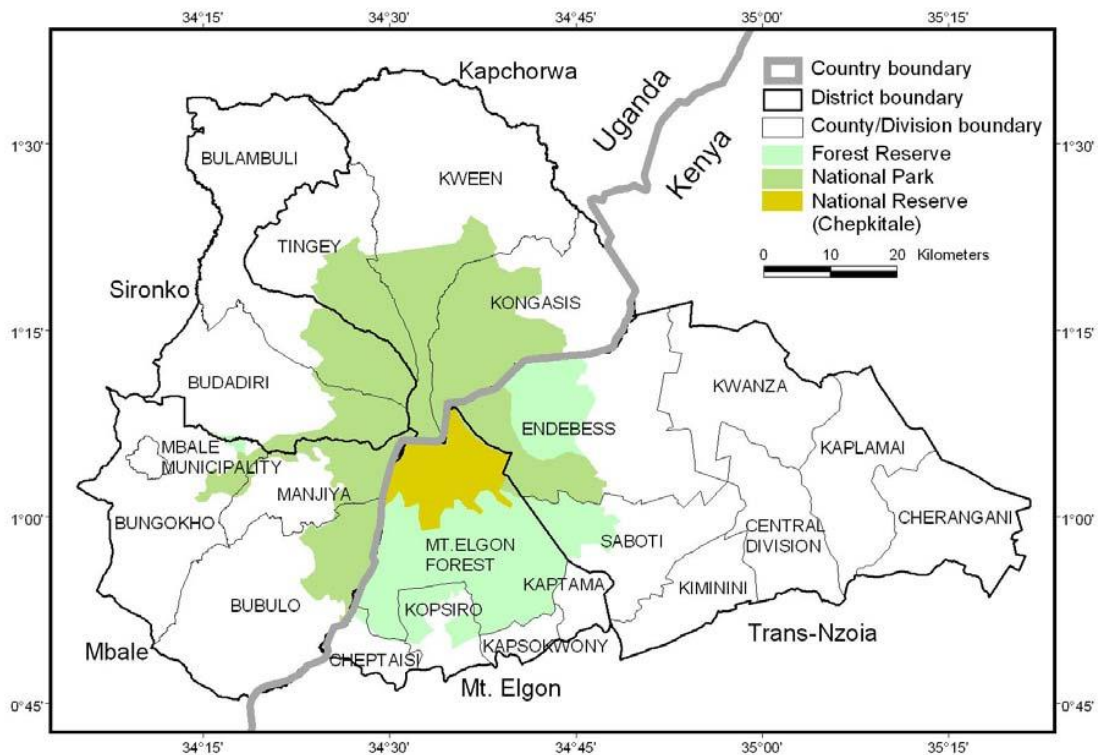 34°15' 34°30' 34°45' 35°00' 35°15'
Kapchorwa
Uganda
Kenya
Country boundary
District boundary
County/Division boundary
Forest Reserve
National Park
National Reserve
(Chepkitale)
0 10 20 Kilometers
1°30' 1°30'
BULAMBULI
KWEEN
TINGEY
Sironko
KONGASIS
1°15' 1°15'
BUDADIRI
KWANZA
ENDEBESS
MBALE
MUNICIPALITY
KAPLAMAI
MANJIYA
BUNGOKHO
1°00' 1°00'
CHERANGANI
CENTRAL
DIVISION
SABOTI
MT.ELGON
FOREST
KAPTAMA
KIMININI
BUBULO
KOPSIRO
Trans-Nzoia
Mbale
KAPSOKWONY
CHEPTAISI
Mt. Elgon
0°45' 0°45'
34°15' 34°30' 34°45' 35°00' 35°15'